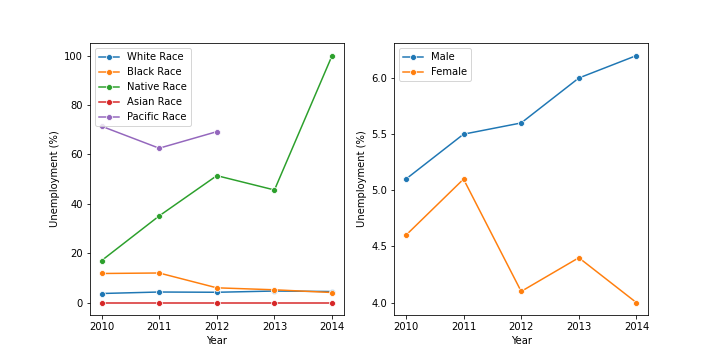 100
80
60
40
20
0
Unemployment (%)
White Race
Black Race
Native Race
Asian Race
Pacific Race
2010 2011 2012 2013 2014
Year
6.0
5.5
5.0
4.5
4.0
Unemployment (%)
Male
Female
2010 2011 2012 2013 2014
Year